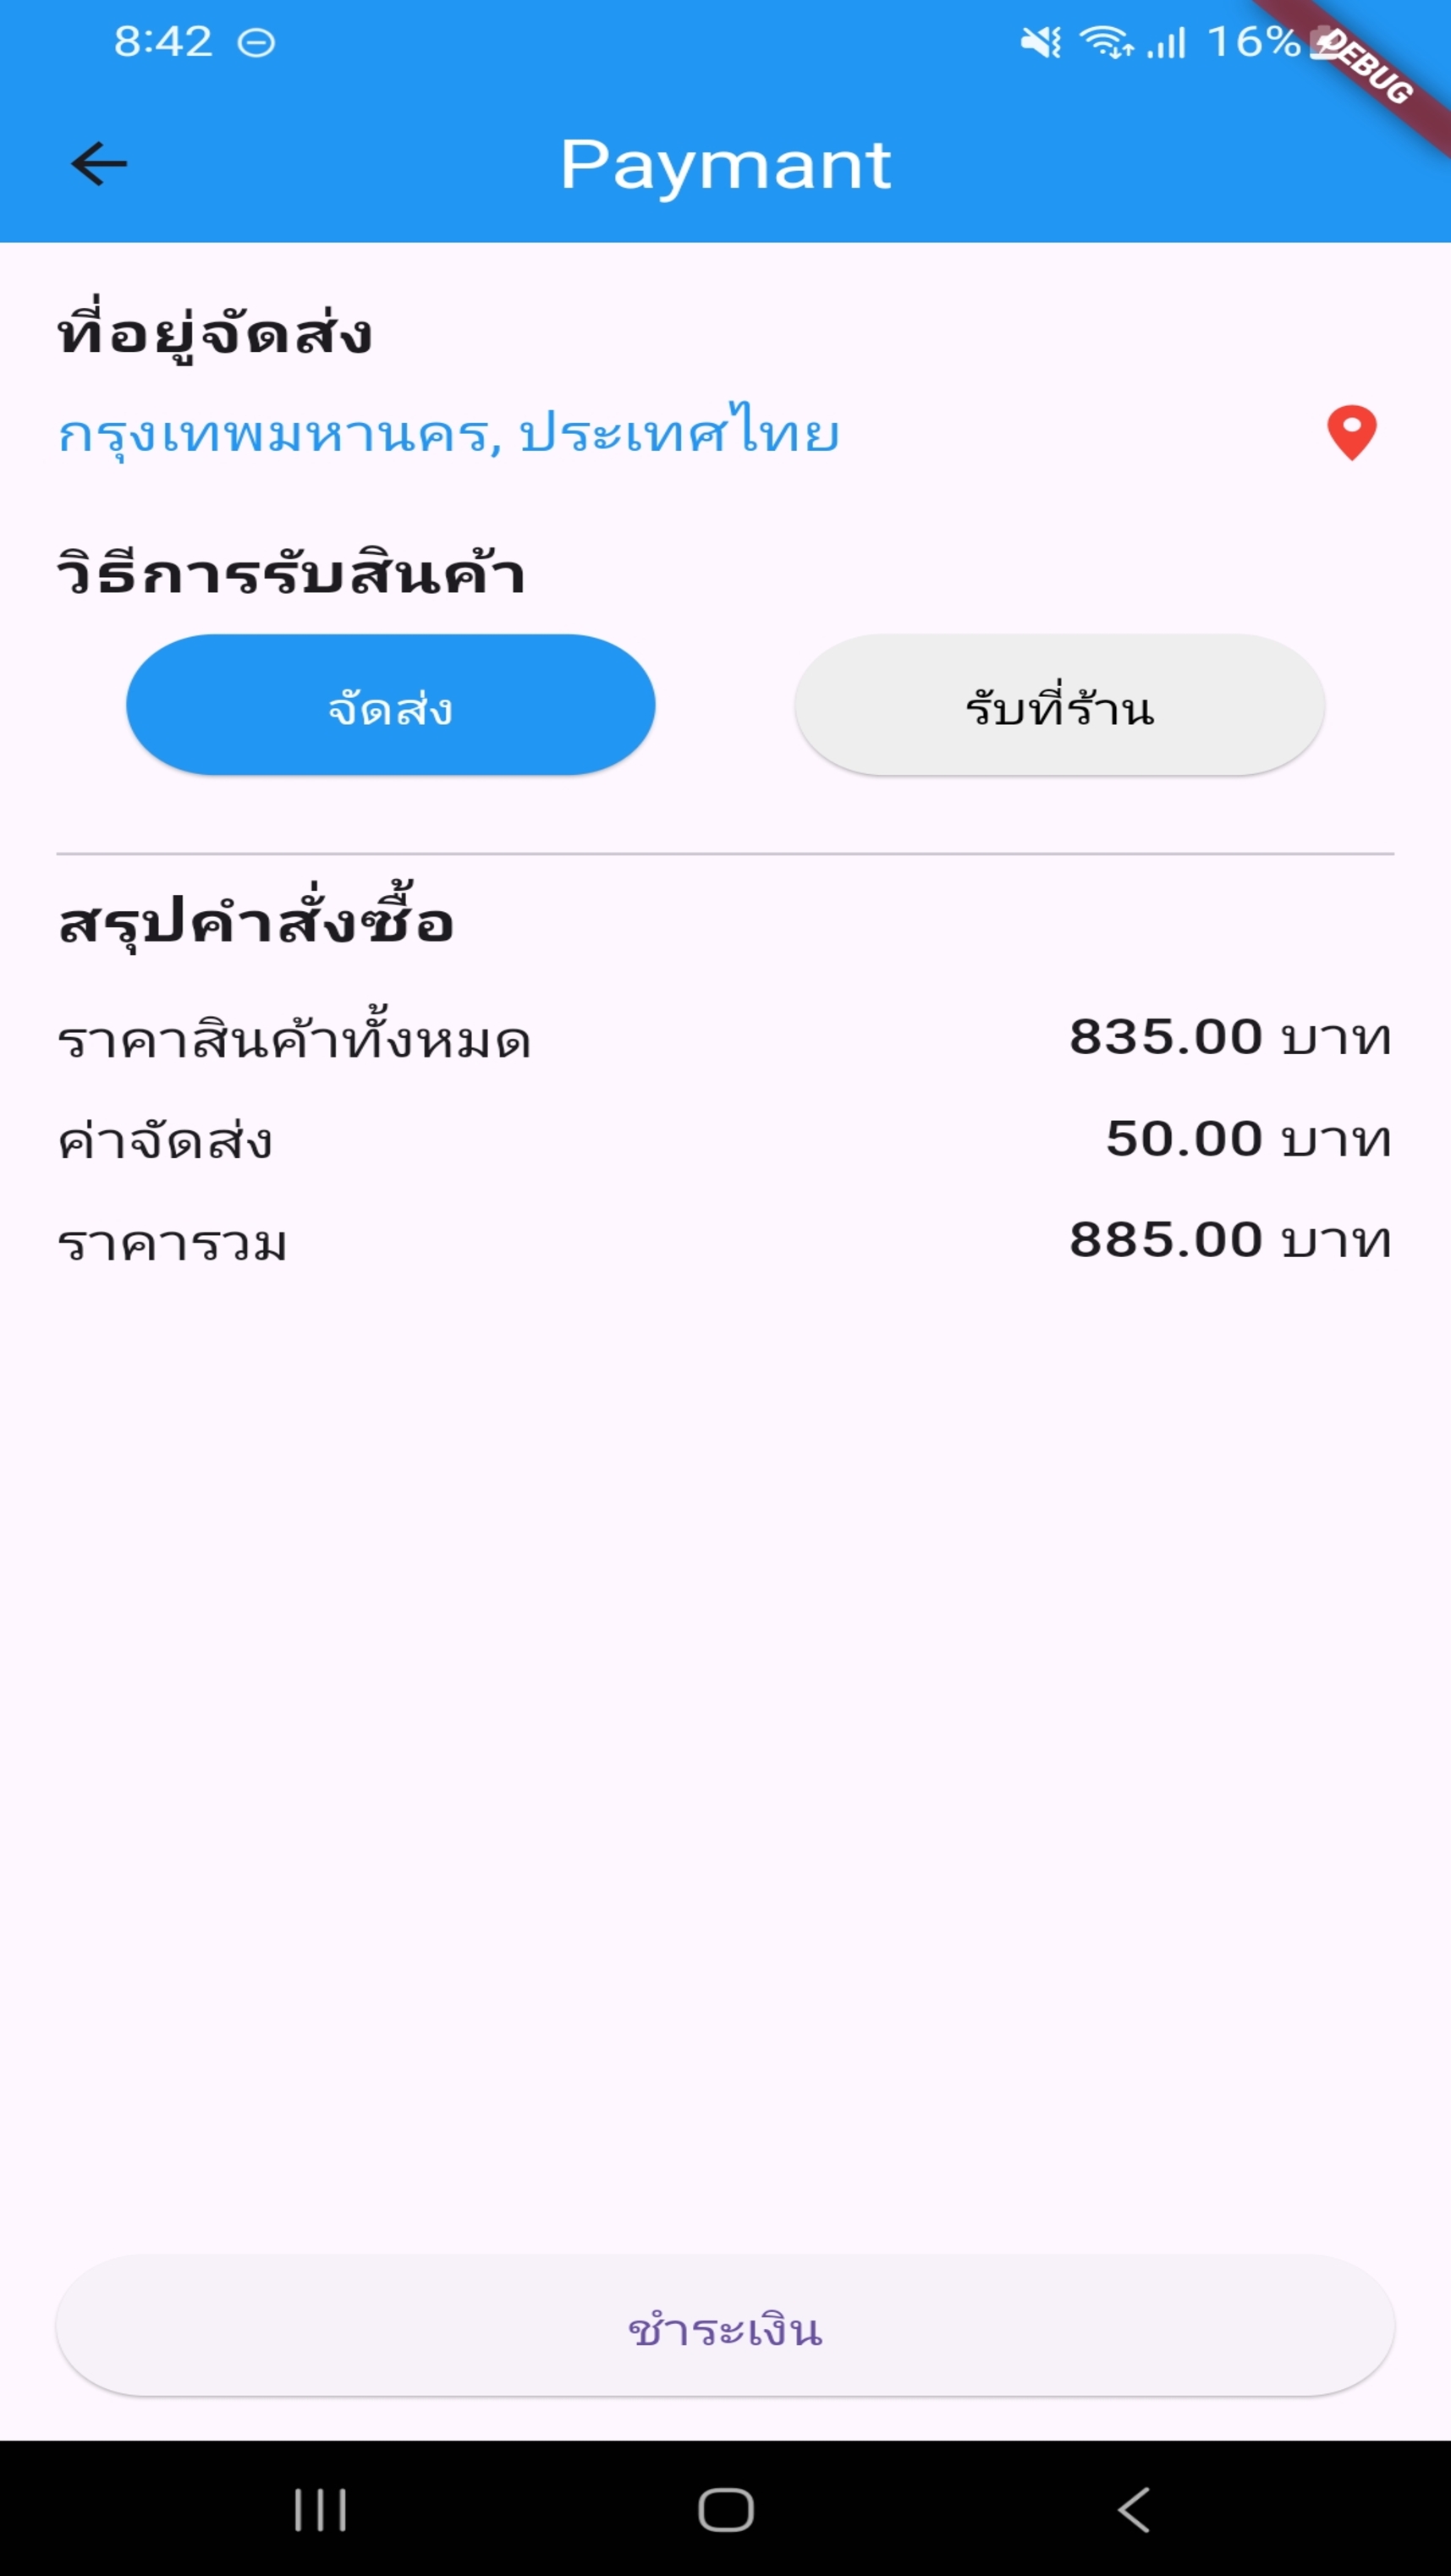 8:42
16%
DEBUG
Paymant
ที่อยู่จัดส่ง
กรุงเทพมหานคร, ประเทศไทย
วิธีการรับสินค้า
จัดส่ง
รับที่ร้าน
สรุปคำสั่งซื้อ
ราคาสินค้าทั้งหมด 835.00 บาท
ค่าจัดส่ง 50.00 บาท
ราคารวม 885.00 บาท
ชำระเงิน